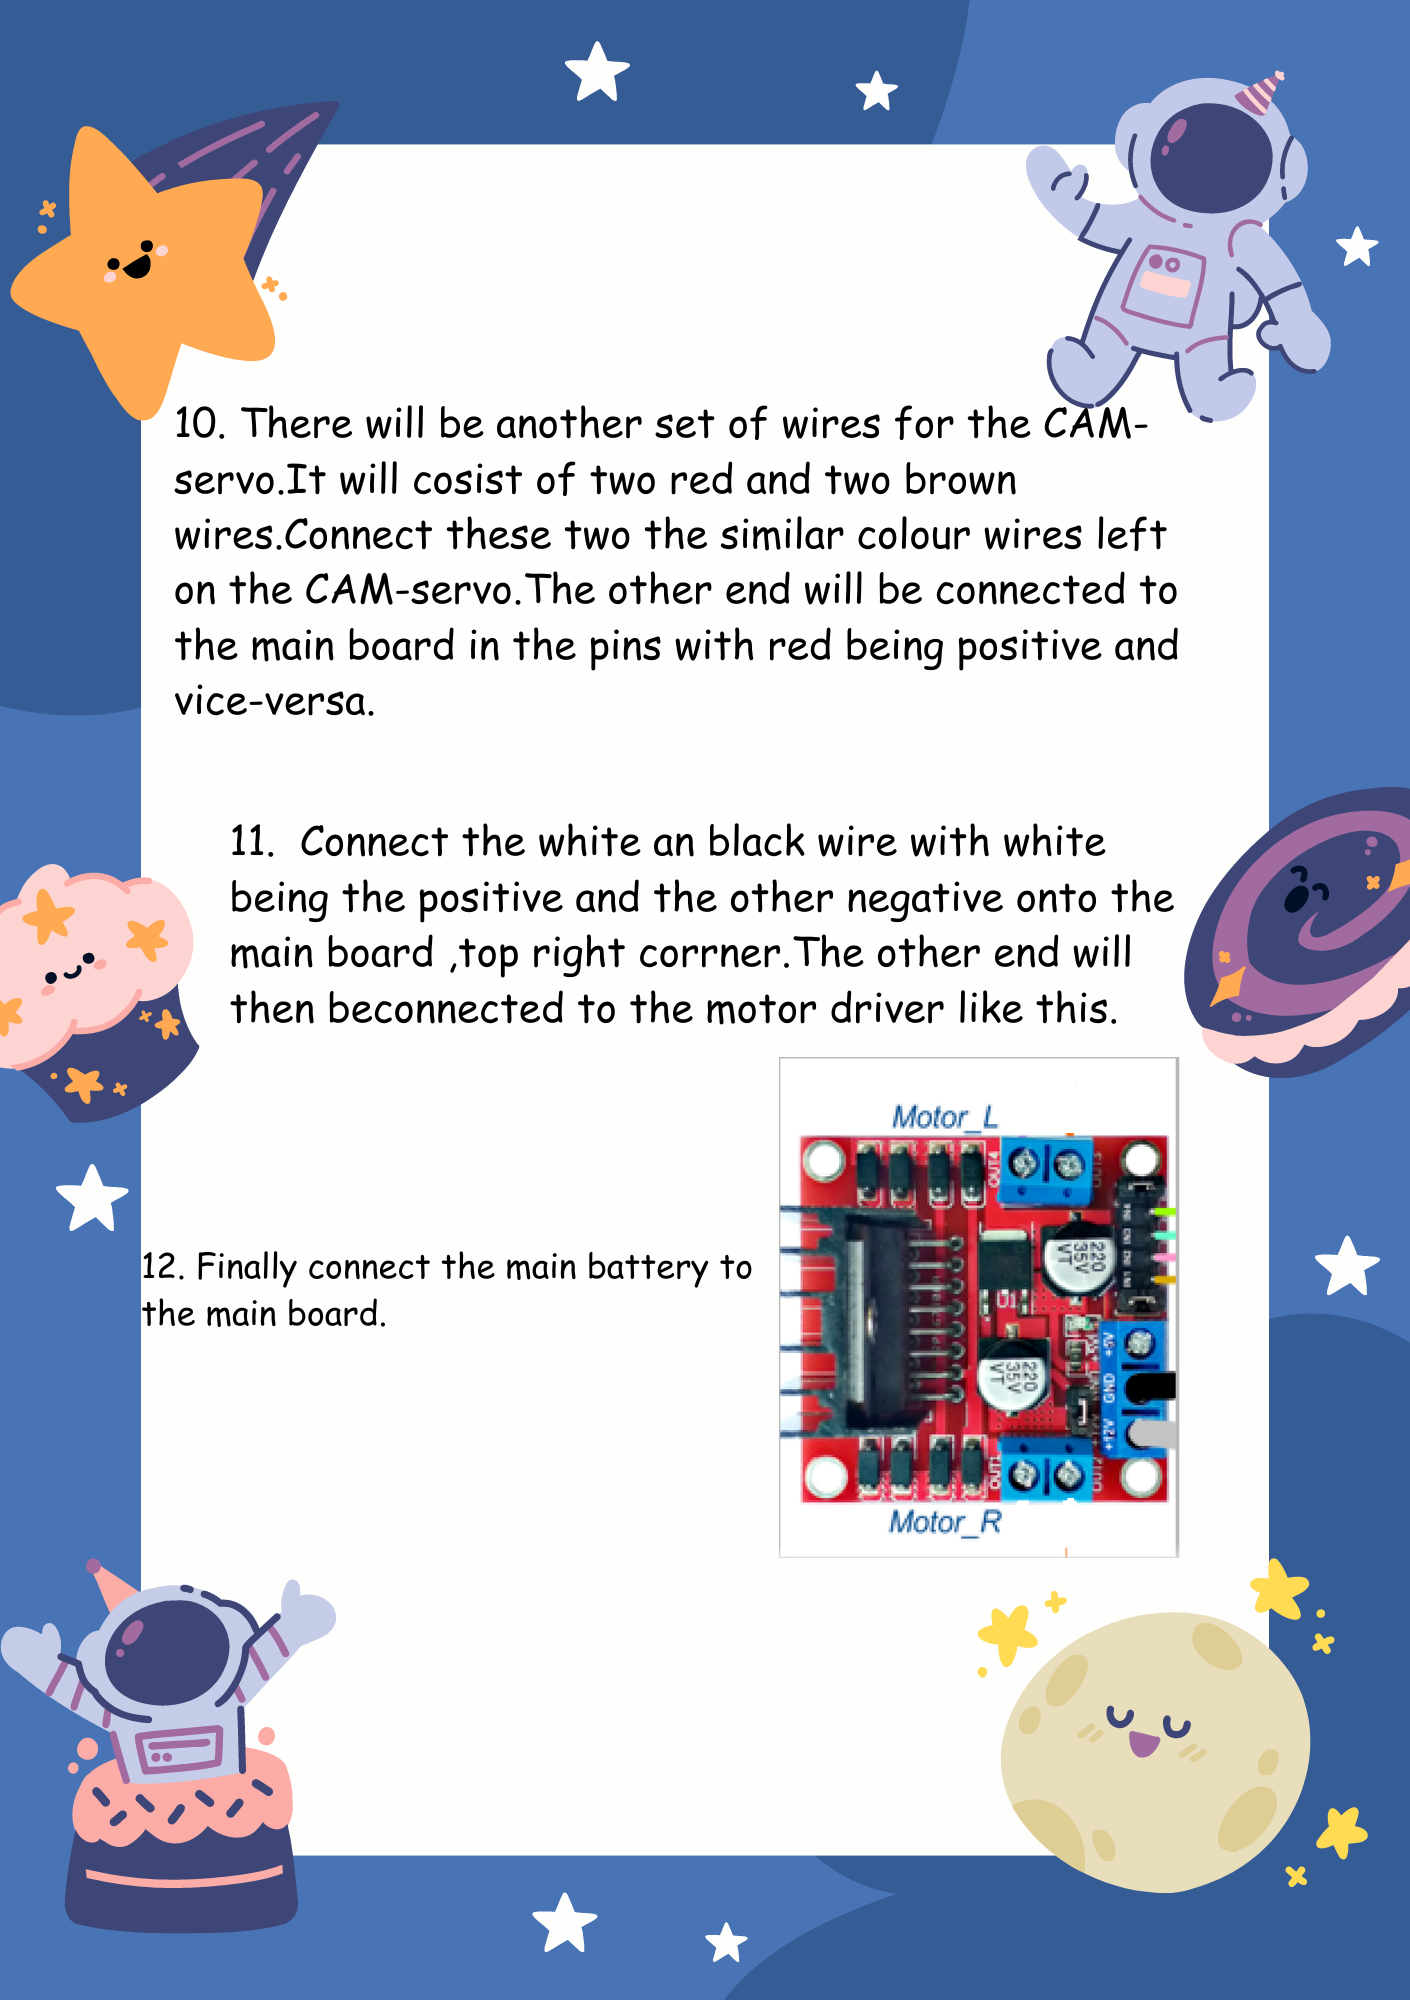 10. There will be another set of wires for the CAM-
servo.It will cosist of two red and two brown
wires.Connect these two the similar colour wires left
on the CAM-servo.The other end will be connected to
the main board in the pins with red being positive and
vice-versa.
11. Connect the white an black wire with white
being the positive and the other negative onto the
main board ,top right corrner.The other end will
then beconnected to the motor driver like this.
Motor_L
OUT4
OUT3
IN4
IN3
IN2
IN1
220
35V
VT
U1
+5V
GND
+12V
220
35V
VT
OUT1
OUT2
Motor_R
12. Finally connect the main battery to
the main board.